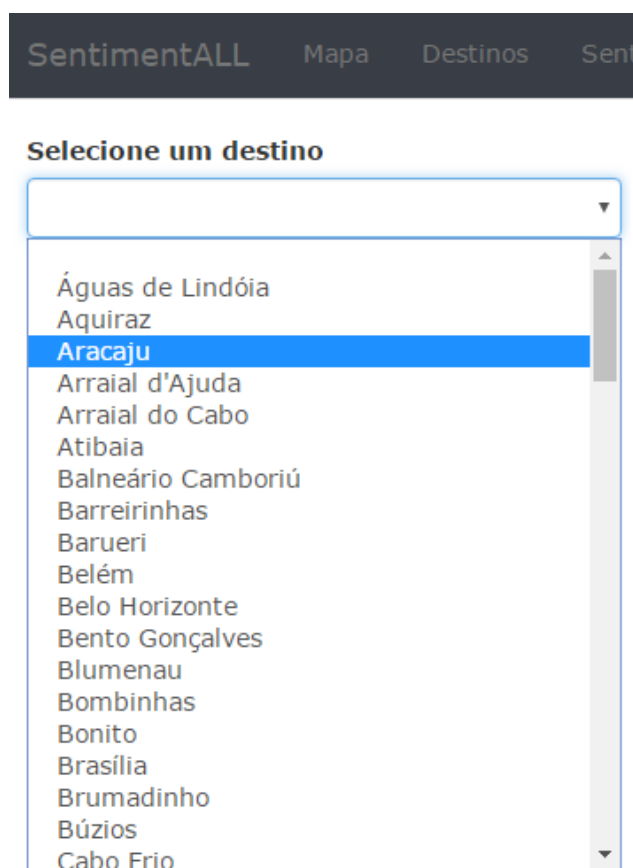 SentimentALL Mapa Destinos Sent
Selecione um destino
Águas de Lindóia
Aquiraz
Aracaju
Arraial d'Ajuda
Arraial do Cabo
Atibaia
Balneário Camboriú
Barreirinhas
Barueri
Belém
Belo Horizonte
Bento Gonçalves
Blumenau
Bombinhas
Bonito
Brasília
Brumadinho
Búzios
Cabo Frio